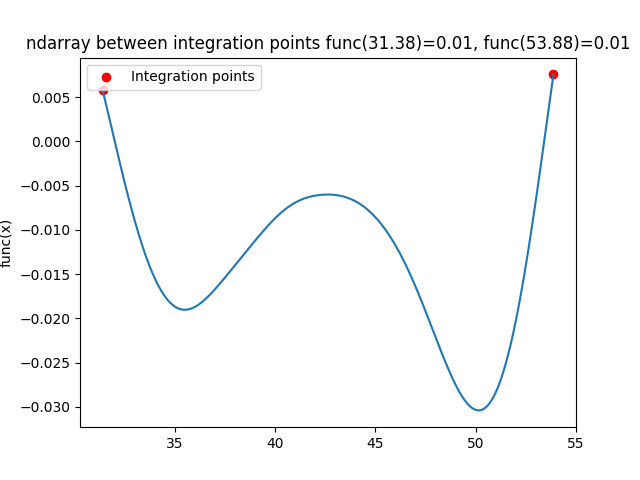 ndarray between integration points func(31.38)=0.01, func(53.88)=0.01
Integration points
func(x)
0.005
0.000
−0.005
−0.010
−0.015
−0.020
−0.025
−0.030
35 40 45 50 55